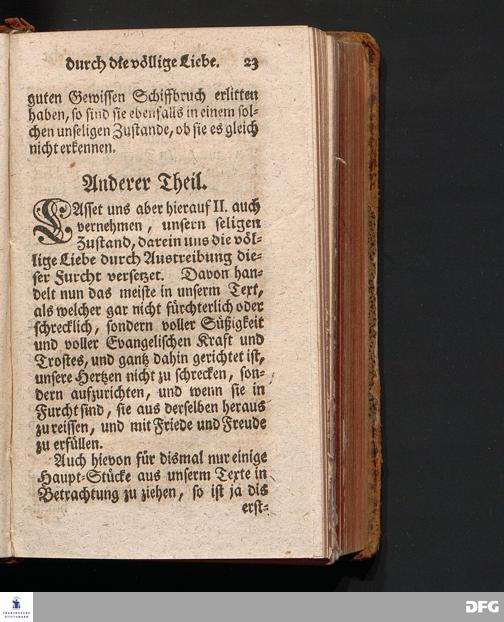 durch die völlige Liebe. 23
guten Gewissen Schiffbruch erlitten
haben, so sind sie ebenfalls in einem sol-
chen unseligen Zustande, ob sie es gleich
nicht erkennen.
Anderer Theil.
LAsset uns aber hierauf II. auch
vernehmen, unsern seligen
Zustand, darein uns die völ-
lige Liebe durch Austreibung die-
ser Furcht versetzet. Davon han-
delt nun das meiste in unserm Text,
als welcher gar nicht fürchterlich oder
schrecklich, sondern voller Süßigkeit
und voller Evangelischen Kraft und
Trostes, und gantz dahin gerichtet ist,
unsere Hertzen nicht zu schrecken, son-
dern aufzurichten, und wenn sie in
Furcht sind, sie aus derselben heraus
zu reissen, und mit Friede und Freude
zu erfüllen.
Auch hievon für dismal nur einige
Haupt-Stücke aus unserm Texte in
Betrachtung zu ziehen, so ist ja dis
erst-
FRANCKESCHE
STIFTUNGEN
DFG